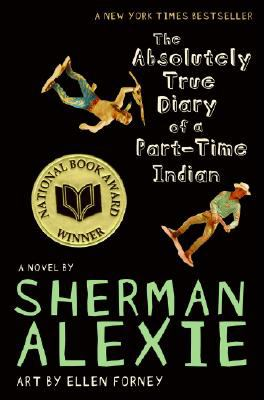 A NEW YORK TIMES BESTSELLER
The
Absolutely
True
Diary
of a
Part-Time
Indian
NATIONAL BOOK AWARD
WINNER
A NOVEL BY
SHERMAN
ALEXIE
ART BY ELLEN FORNEY